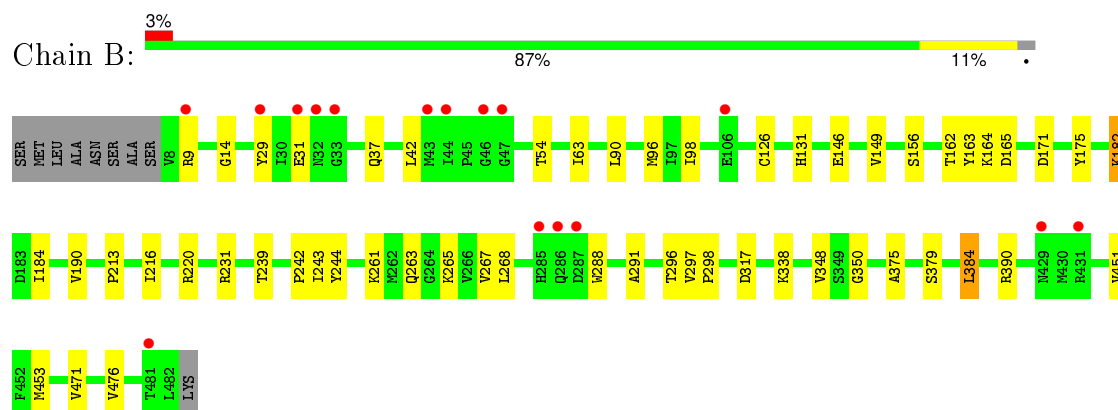 3%
Chain B:
87%
11%
SER MET LEU ALA ASN SER ALA SER V8 R9 G14 Y29 I30 E31 N32 G33 Q37 L42 M43 I44 P45 G46 G47 T54 I63 L90 M96 I97 I98 E106 C126 H131 E146 V149 S156 T162 Y163 K164 D165 D171 Y175 K182
D183 I184 V190 P213 I216 R220 R231 T239 P242 I243 Y244 K261 M262 Q263 G264 K265 V266 V267 L268 H285 Q286 D287 W288 A291 T296 V297 P298 D317 K338 V348 S349 G350 A375 S379 L384 R390 N429 M430 R431 V451
F452 M453 V471 V476 T481 L482 LYS